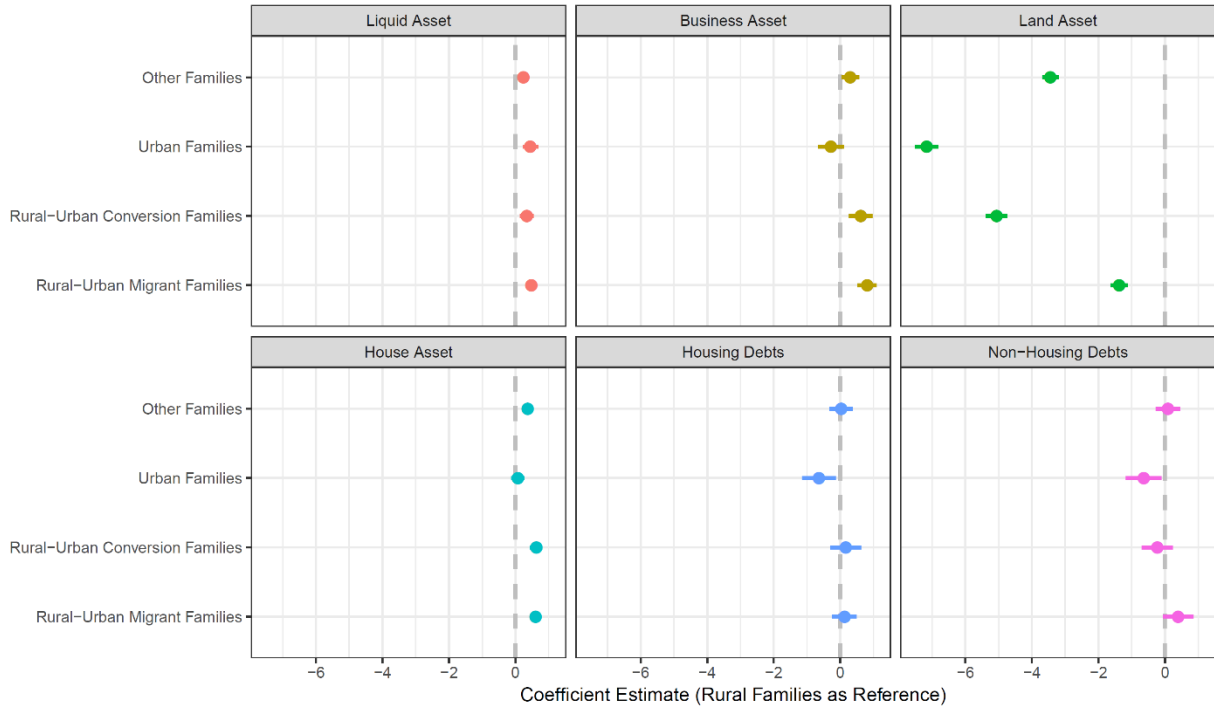 Liquid Asset
Business Asset
Land Asset
Other Families
Urban Families
Rural−Urban Conversion Families
Rural−Urban Migrant Families
House Asset
Housing Debts
Non−Housing Debts
Other Families
Urban Families
Rural−Urban Conversion Families
Rural−Urban Migrant Families
−6 −4 −2 0 −6 −4 −2 0 −6 −4 −2 0
Coefficient Estimate (Rural Families as Reference)